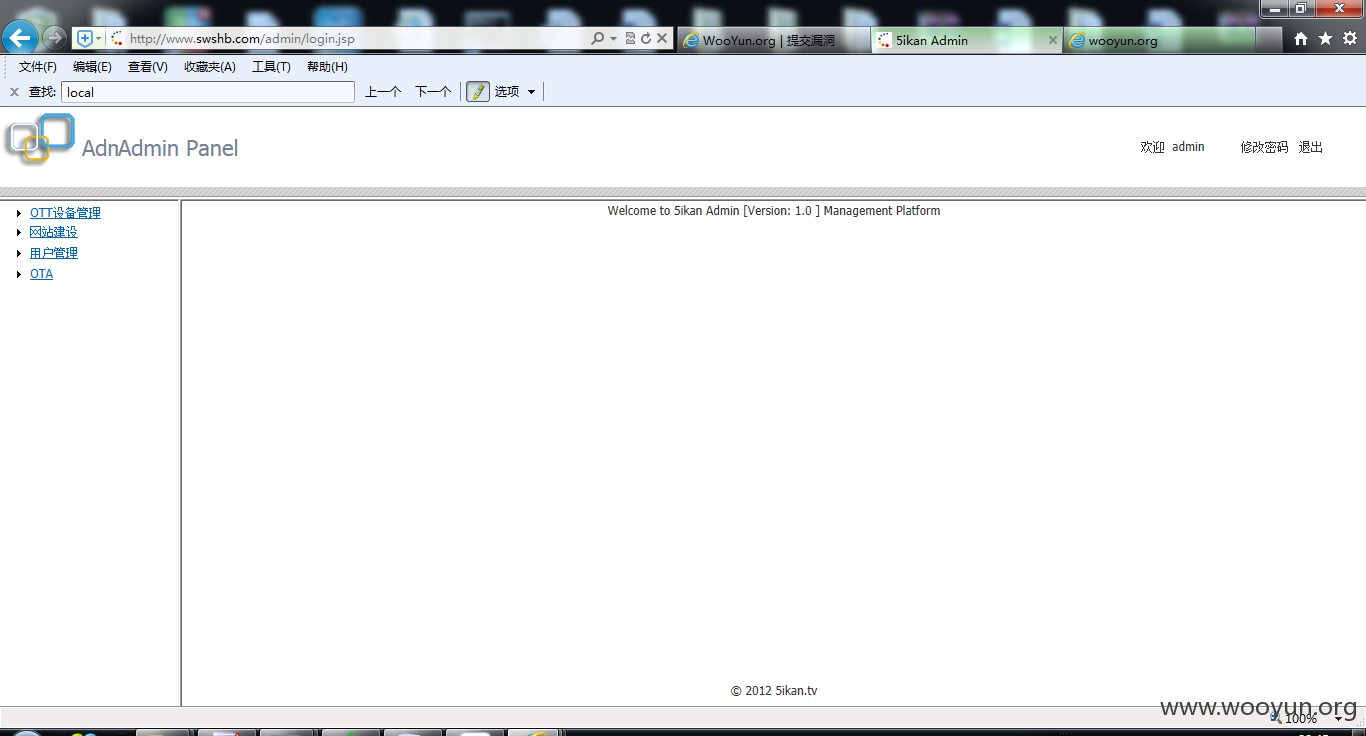 http://www.swshb.com/admin/login.jsp
WooYun.org | 提交漏洞
5ikan Admin
wooyun.org
文件(F) 编辑(E) 查看(V) 收藏夹(A) 工具(T) 帮助(H)
查找: local 上一个 下一个 选项
AdnAdmin Panel
欢迎 admin 修改密码 退出
OTT设备管理
网站建设
用户管理
OTA
Welcome to 5ikan Admin [Version: 1.0 ] Management Platform
© 2012 5ikan.tv
www.wooyun.org
100%